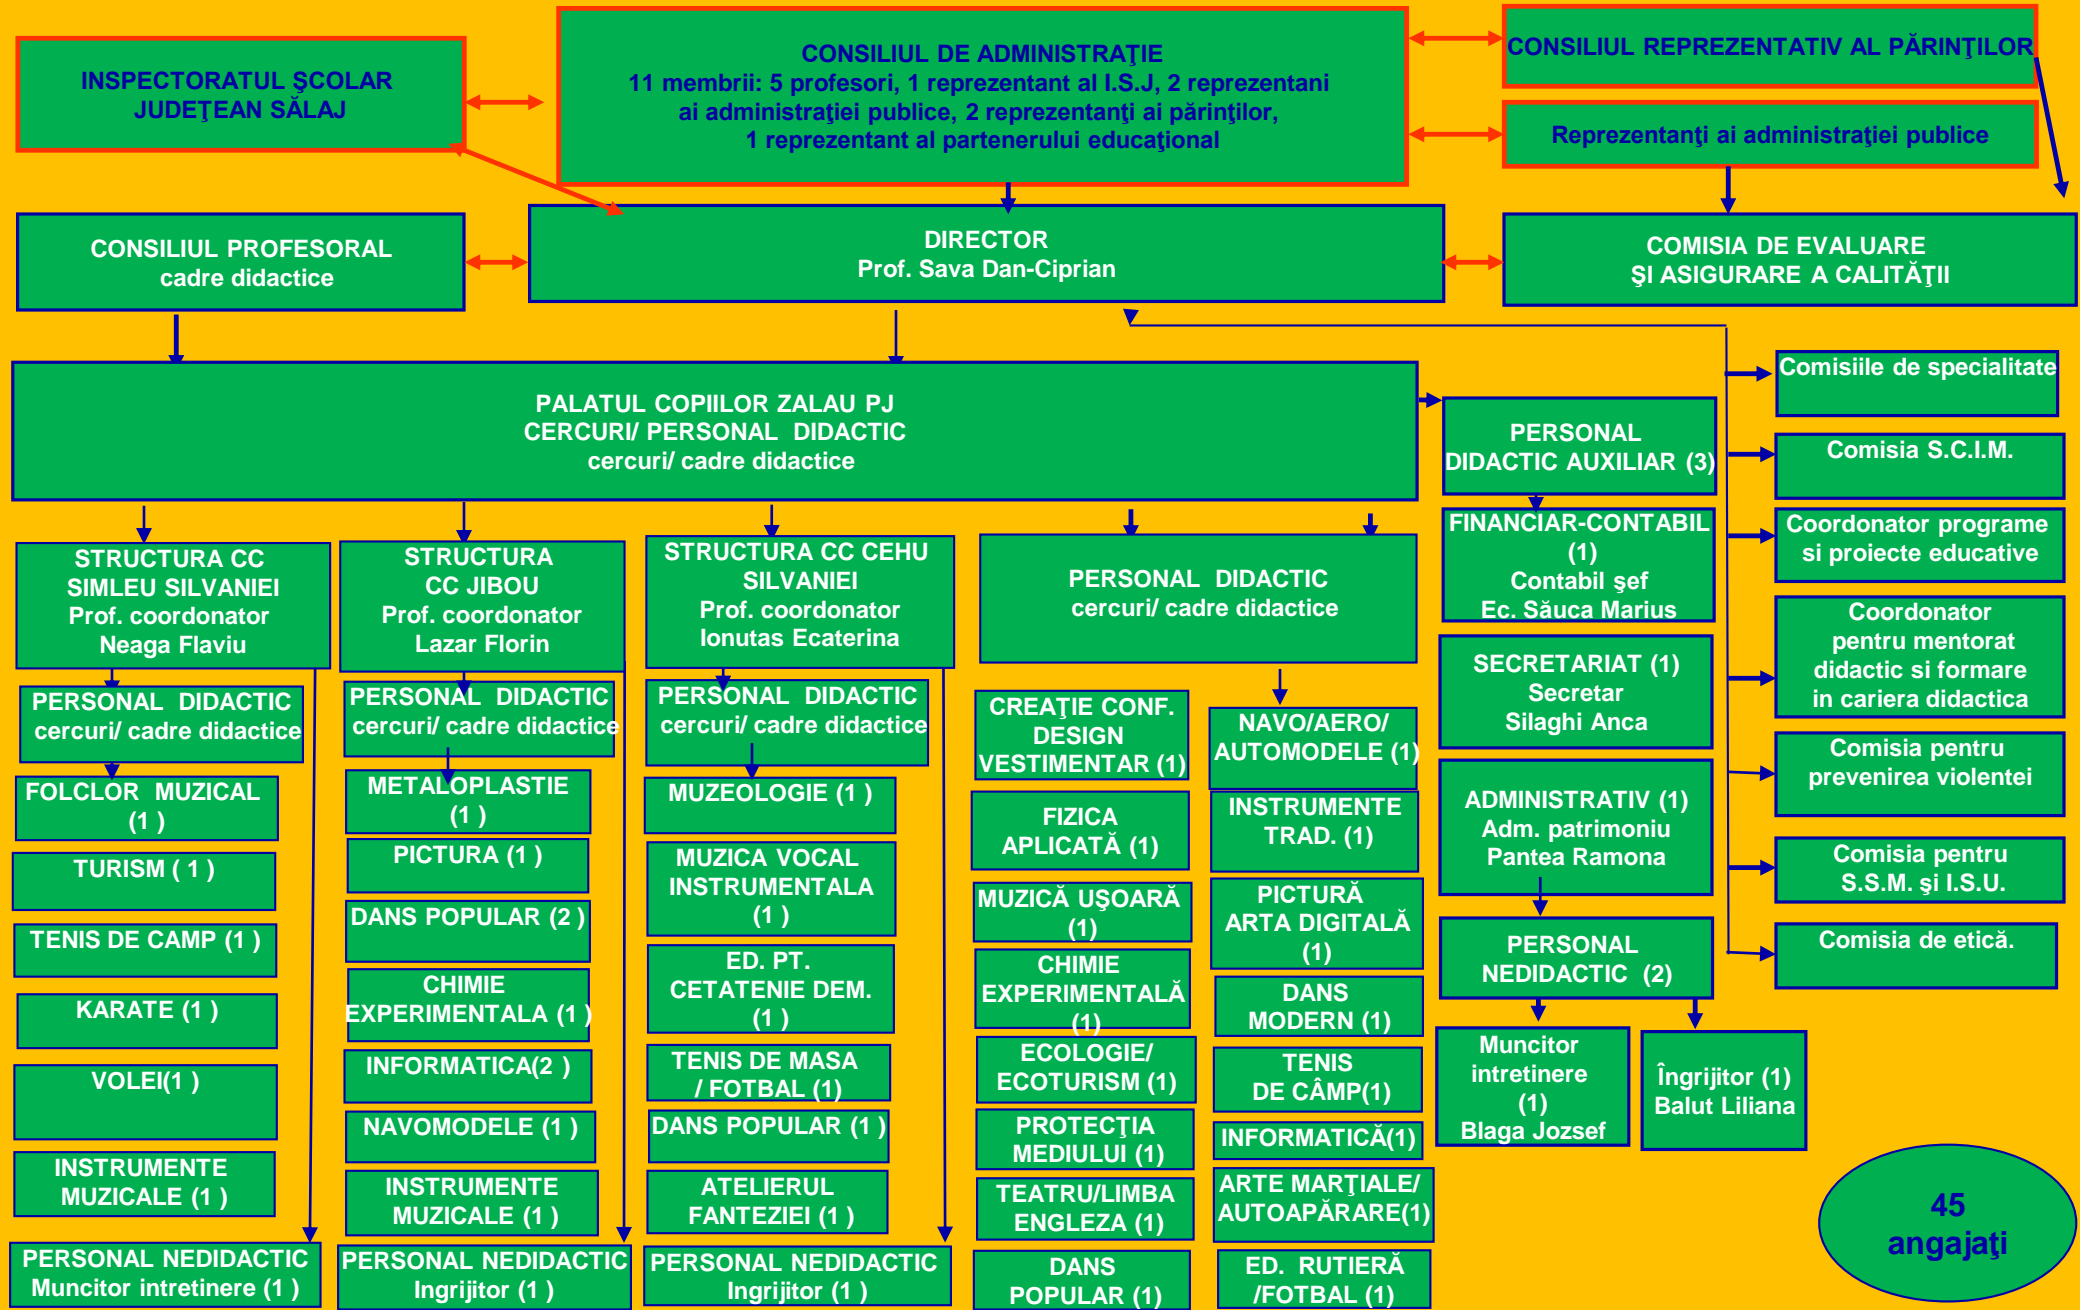 INSPECTORATUL ŞCOLAR
JUDEŢEAN SĂLAJ
CONSILIUL DE ADMINISTRAŢIE
11 membrii: 5 profesori, 1 reprezentant al I.S.J, 2 reprezentani
ai administraţiei publice, 2 reprezentanţi ai părinţilor,
1 reprezentant al partenerului educaţional
CONSILIUL REPREZENTATIV AL PĂRINŢILOR
Reprezentanţi ai administraţiei publice
CONSILIUL PROFESORAL
cadre didactice
DIRECTOR
Prof. Sava Dan-Ciprian
COMISIA DE EVALUARE
ŞI ASIGURARE A CALITĂŢII
PALATUL COPIILOR ZALAU PJ
CERCURI/ PERSONAL DIDACTIC
cercuri/ cadre didactice
STRUCTURA CC
SIMLEU SILVANIEI
Prof. coordonator
Neaga Flaviu
PERSONAL DIDACTIC
cercuri/ cadre didactice
FOLCLOR MUZICAL
(1 )
TURISM ( 1 )
TENIS DE CAMP (1 )
KARATE (1 )
VOLEI(1 )
INSTRUMENTE
MUZICALE (1 )
PERSONAL NEDIDACTIC
Muncitor intretinere (1 )
STRUCTURA
CC JIBOU
Prof. coordonator
Lazar Florin
PERSONAL DIDACTIC
cercuri/ cadre didactice
METALOPLASTIE
(1 )
PICTURA (1 )
DANS POPULAR (2 )
CHIMIE
EXPERIMENTALA (1 )
INFORMATICA(2 )
NAVOMODELE (1 )
INSTRUMENTE
MUZICALE (1 )
PERSONAL NEDIDACTIC
Ingrijitor (1 )
STRUCTURA CC CEHU
SILVANIEI
Prof. coordonator
Ionutas Ecaterina
PERSONAL DIDACTIC
cercuri/ cadre didactice
MUZEOLOGIE (1 )
MUZICA VOCAL
INSTRUMENTALA
(1 )
ED. PT.
CETATENIE DEM.
(1 )
TENIS DE MASA
/ FOTBAL (1)
DANS POPULAR (1 )
ATELIERUL
FANTEZIEI (1 )
PERSONAL NEDIDACTIC
Ingrijitor (1 )
PERSONAL DIDACTIC
cercuri/ cadre didactice
CREAŢIE CONF.
DESIGN
VESTIMENTAR (1)
FIZICA
APLICATĂ (1)
MUZICĂ UŞOARĂ
(1)
CHIMIE
EXPERIMENTALĂ
(1)
ECOLOGIE/
ECOTURISM (1)
PROTECŢIA
MEDIULUI (1)
TEATRU/LIMBA
ENGLEZA (1)
DANS
POPULAR (1)
NAVO/AERO/
AUTOMODELE (1)
INSTRUMENTE
TRAD. (1)
PICTURĂ
ARTA DIGITALĂ
(1)
DANS
MODERN (1)
TENIS
DE CÂMP(1)
INFORMATICĂ(1)
ARTE MARŢIALE/
AUTOAPĂRARE(1)
ED. RUTIERĂ
/FOTBAL (1)
PERSONAL
DIDACTIC AUXILIAR (3)
FINANCIAR-CONTABIL
(1)
Contabil şef
Ec. Săuca Marius
SECRETARIAT (1)
Secretar
Silaghi Anca
ADMINISTRATIV (1)
Adm. patrimoniu
Pantea Ramona
PERSONAL
NEDIDACTIC (2)
Muncitor
intretinere
(1)
Blaga Jozsef
Îngrijitor (1)
Balut Liliana
Comisiile de specialitate
Comisia S.C.I.M.
Coordonator programe
si proiecte educative
Coordonator
pentru mentorat
didactic si formare
in cariera didactica
Comisia pentru
prevenirea violentei
Comisia pentru
S.S.M. şi I.S.U.
Comisia de etică.
45
angajaţi